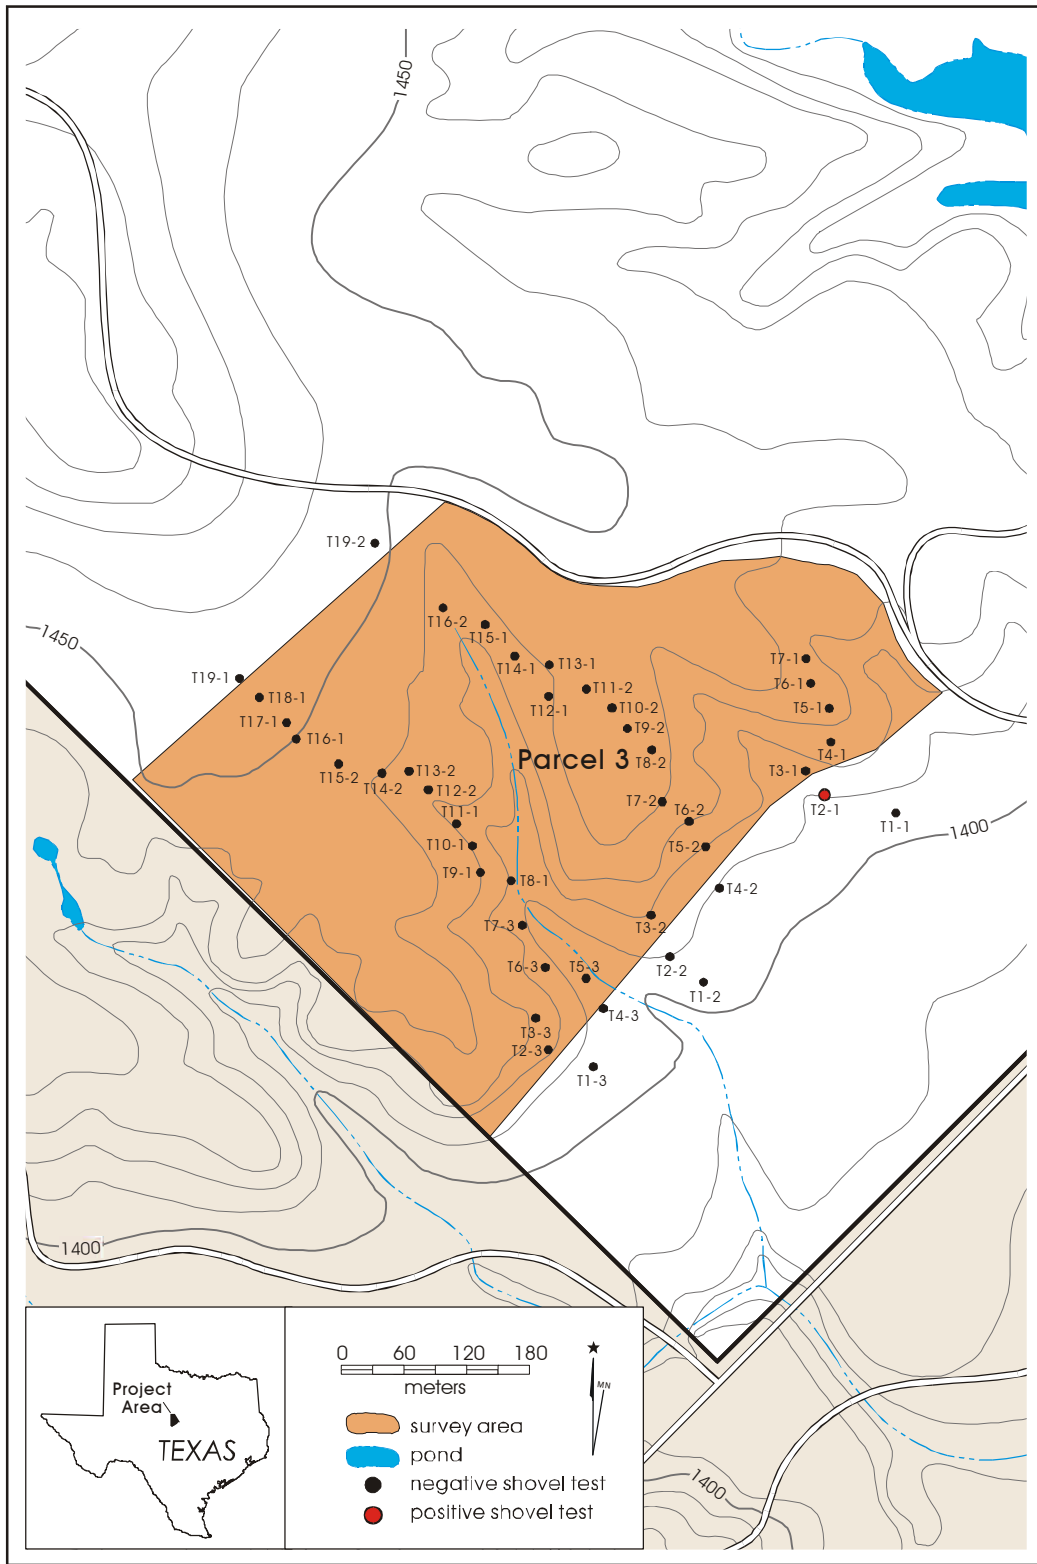 1450
T19-2
1450
T16-2
T15-1
T14-1
T13-1
T7-1
T19-1
T6-1
T18-1
T11-2
T12-1
T10-2
T5-1
T17-1
T9-2
T16-1
T4-1
Parcel 3
T8-2
T15-2
T13-2
T3-1
T14-2
T12-2
T7-2
T6-2
T2-1
T11-1
T1-1
1400
T10-1
T5-2
T9-1
T8-1
T4-2
T7-3
T3-2
T6-3
T5-3
T2-2
T1-2
T4-3
T3-3
T2-3
T1-3
1400
0 60 120 180
meters
MN
Project
Area
TEXAS
survey area
pond
negative shovel test
positive shovel test
1400